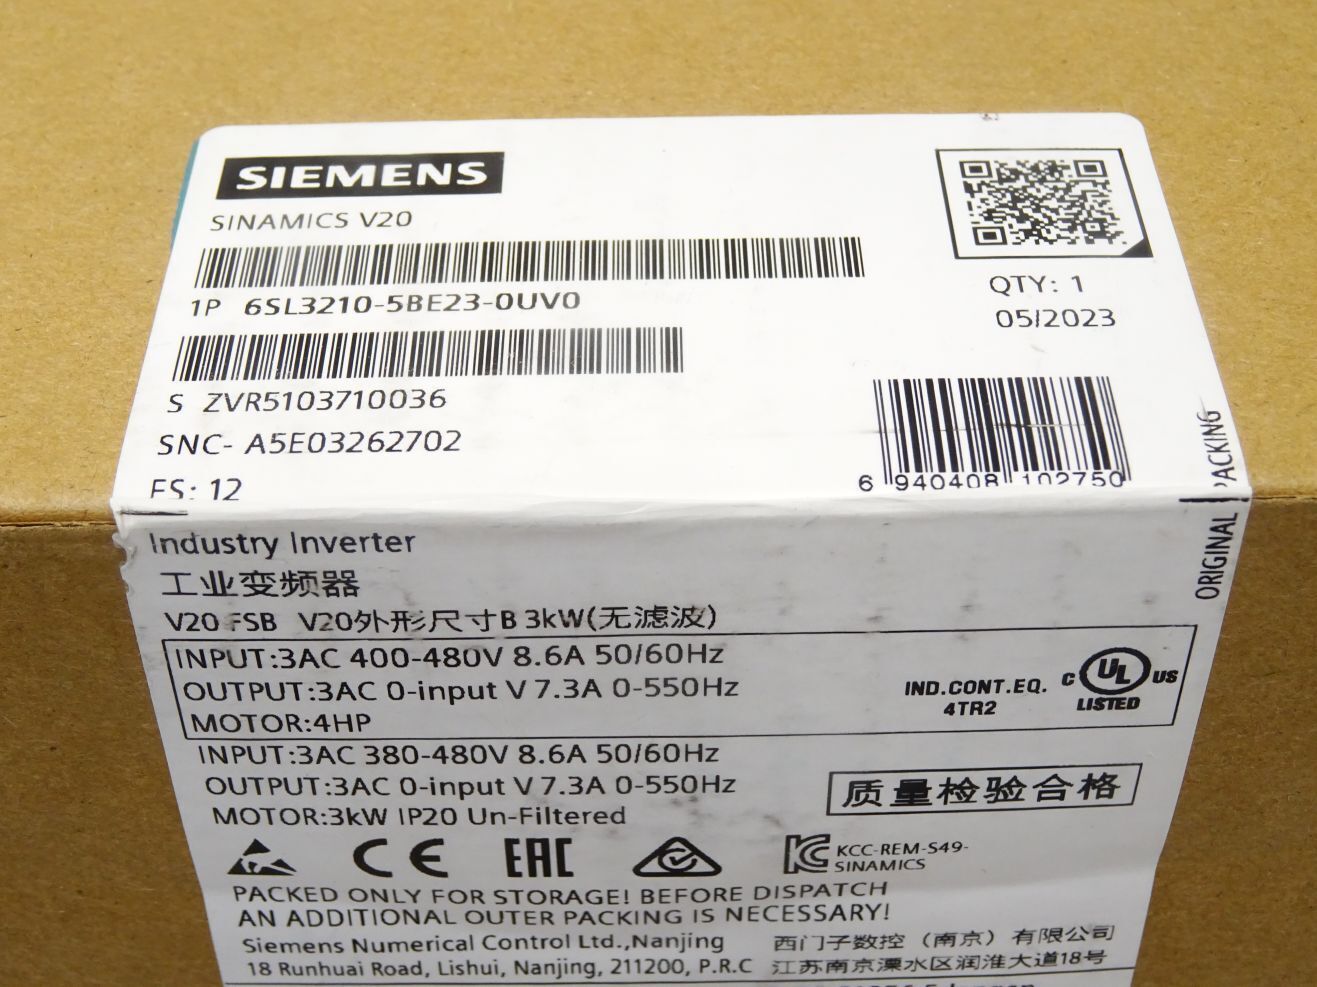 SIEMENS
SINAMICS V20
1P 6SL3210-5BE23-0UV0
QTY: 1
05/2023
S ZVR5103710036
SNC- A5E03262702
FS: 12
6 940408 102750
ORIGINAL PACKING
Industry Inverter
工业变频器
V20 FSB V20外形尺寸B 3kW(无滤波)
INPUT:3AC 400-480V 8.6A 50/60Hz
OUTPUT:3AC 0-input V 7.3A 0-550Hz
MOTOR:4HP
IND.CONT.EQ.
4TR2
C UL US
LISTED
INPUT:3AC 380-480V 8.6A 50/60Hz
OUTPUT:3AC 0-input V 7.3A 0-550Hz
MOTOR:3kW IP20 Un-Filtered
质量检验合格
CE EAC KC KCC-REM-S49-
SINAMICS
PACKED ONLY FOR STORAGE! BEFORE DISPATCH
AN ADDITIONAL OUTER PACKING IS NECESSARY!
Siemens Numerical Control Ltd.,Nanjing 西门子数控（南京）有限公司
18 Runhuai Road, Lishui, Nanjing, 211200, P.R.C 江苏南京溧水区润淮大道18号